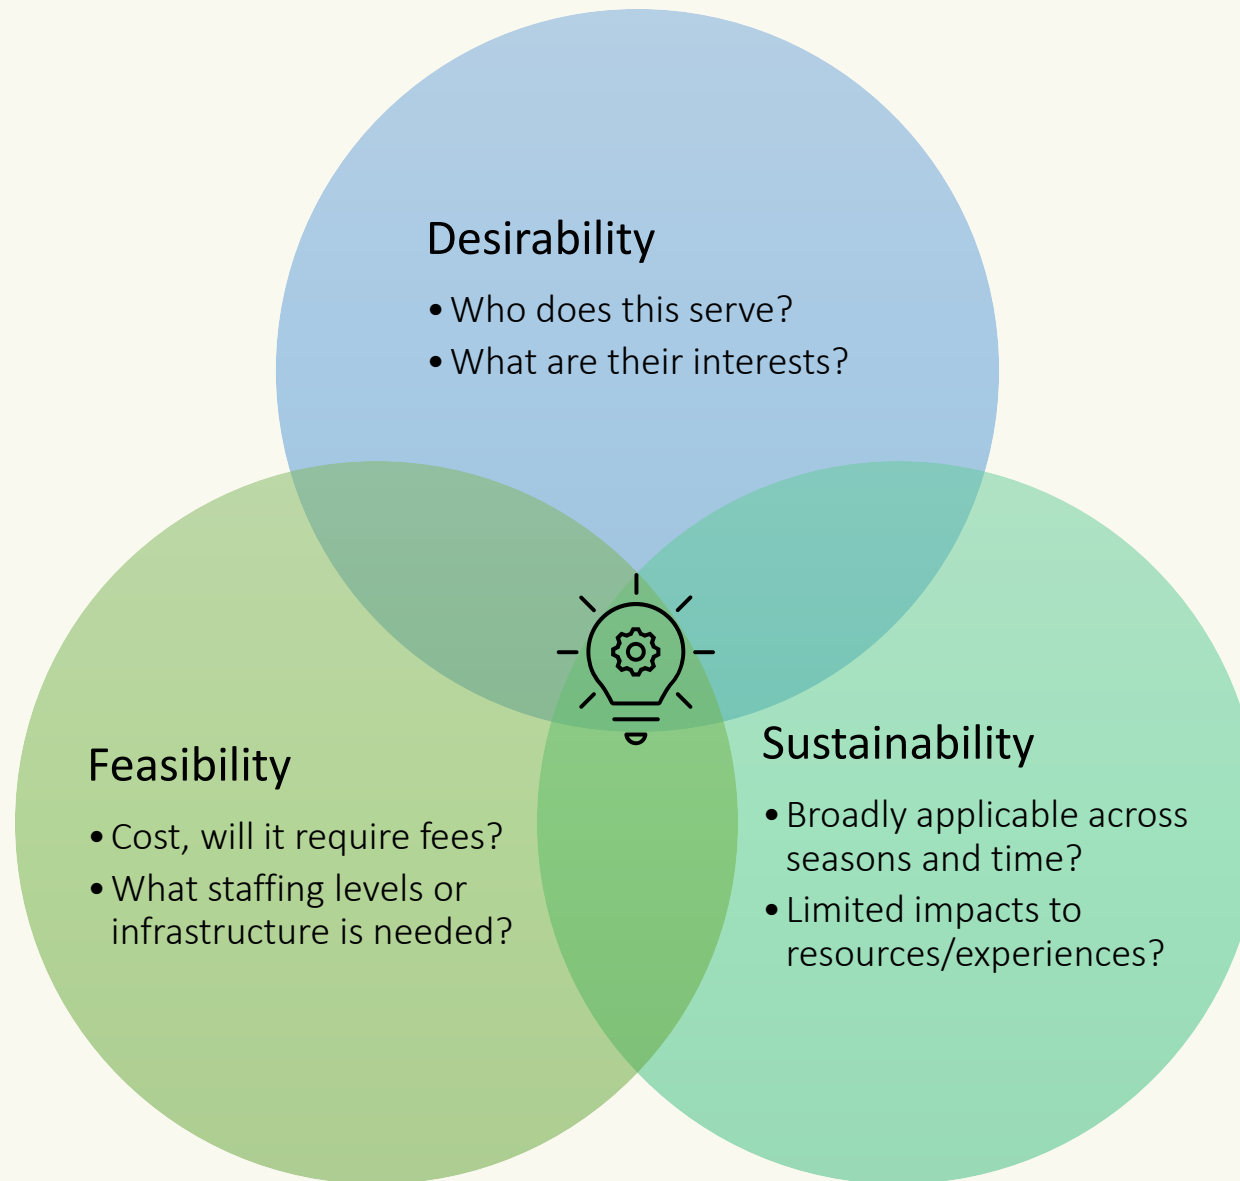 Desirability
• Who does this serve?
• What are their interests?
Feasibility
• Cost, will it require fees?
• What staffing levels or
infrastructure is needed?
Sustainability
• Broadly applicable across
seasons and time?
• Limited impacts to
resources/experiences?